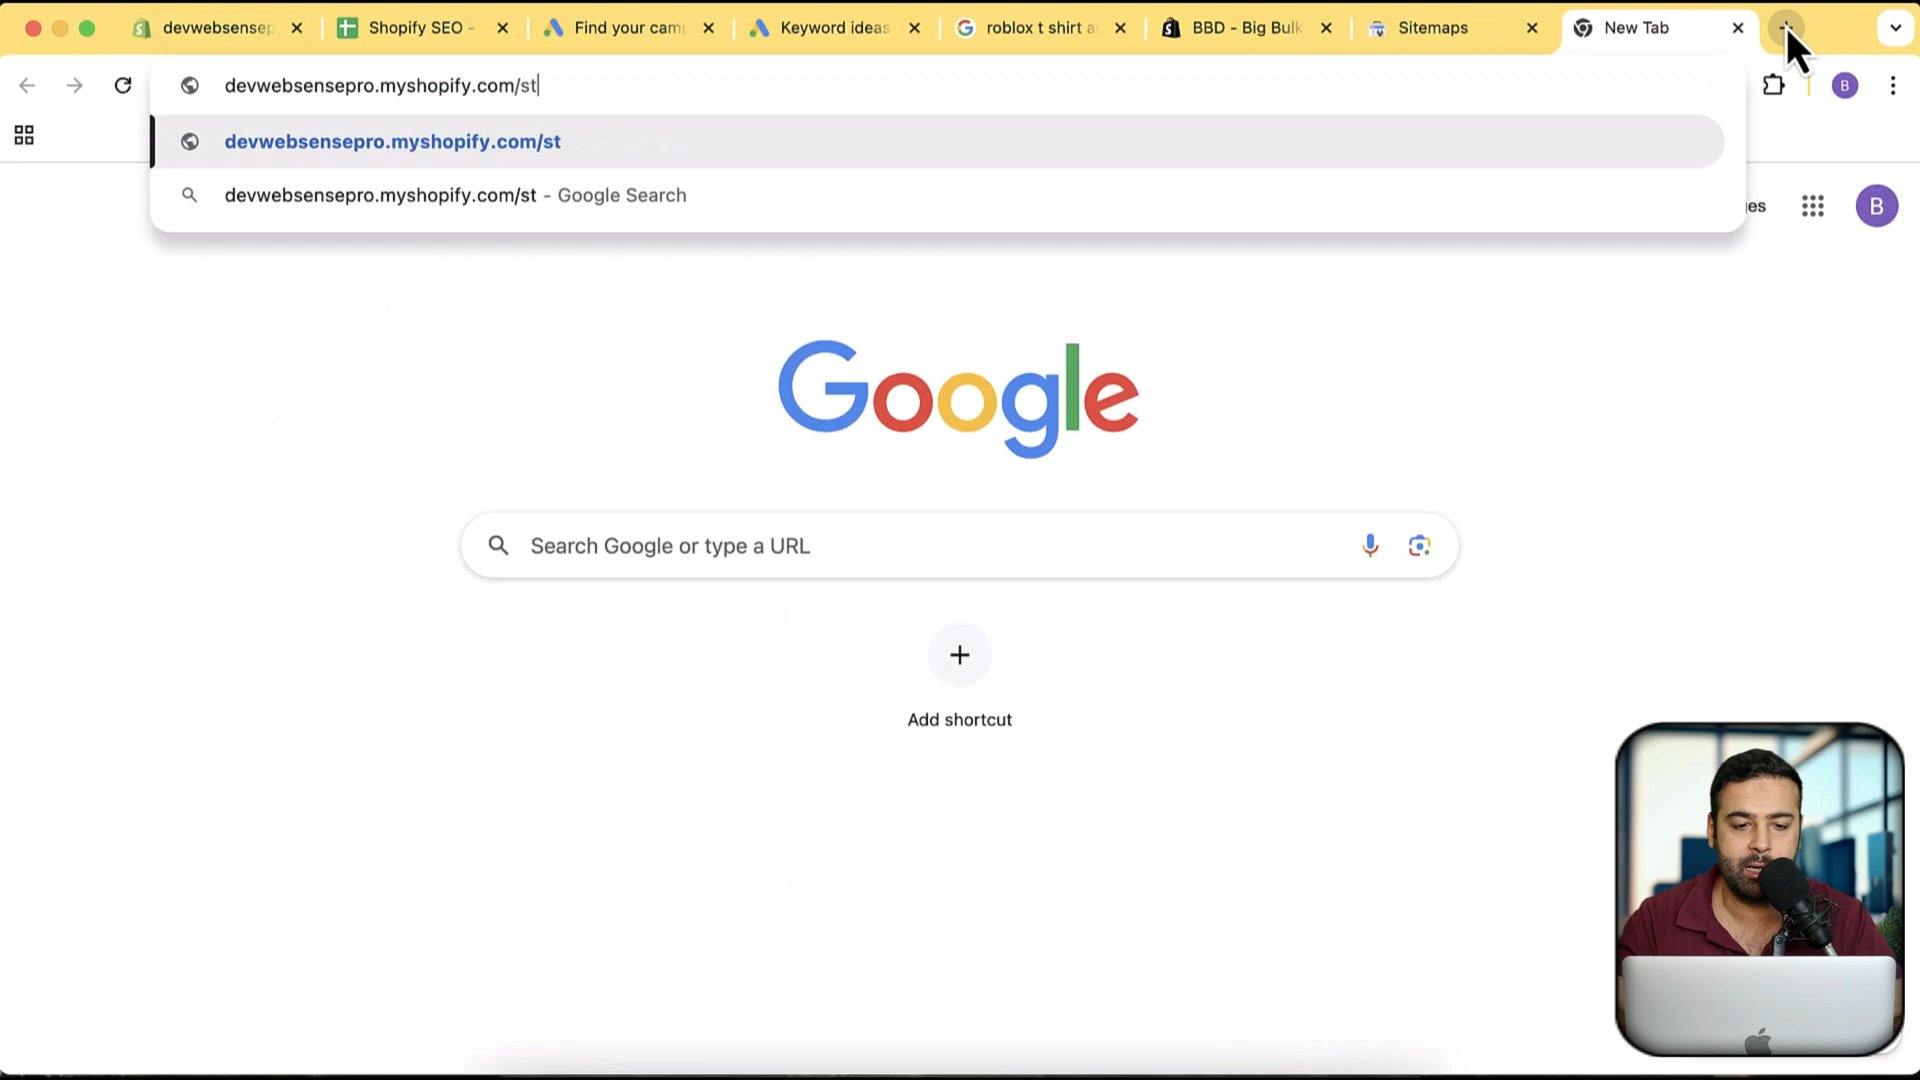 devwebsensep
Shopify SEO -
Find your cam
Keyword ideas
roblox t shirt a
BBD - Big Bulk
Sitemaps
New Tab
devwebsensepro.myshopify.com/st
B
devwebsensepro.myshopify.com/st
devwebsensepro.myshopify.com/st - Google Search
es
B
Google
Search Google or type a URL
Add shortcut